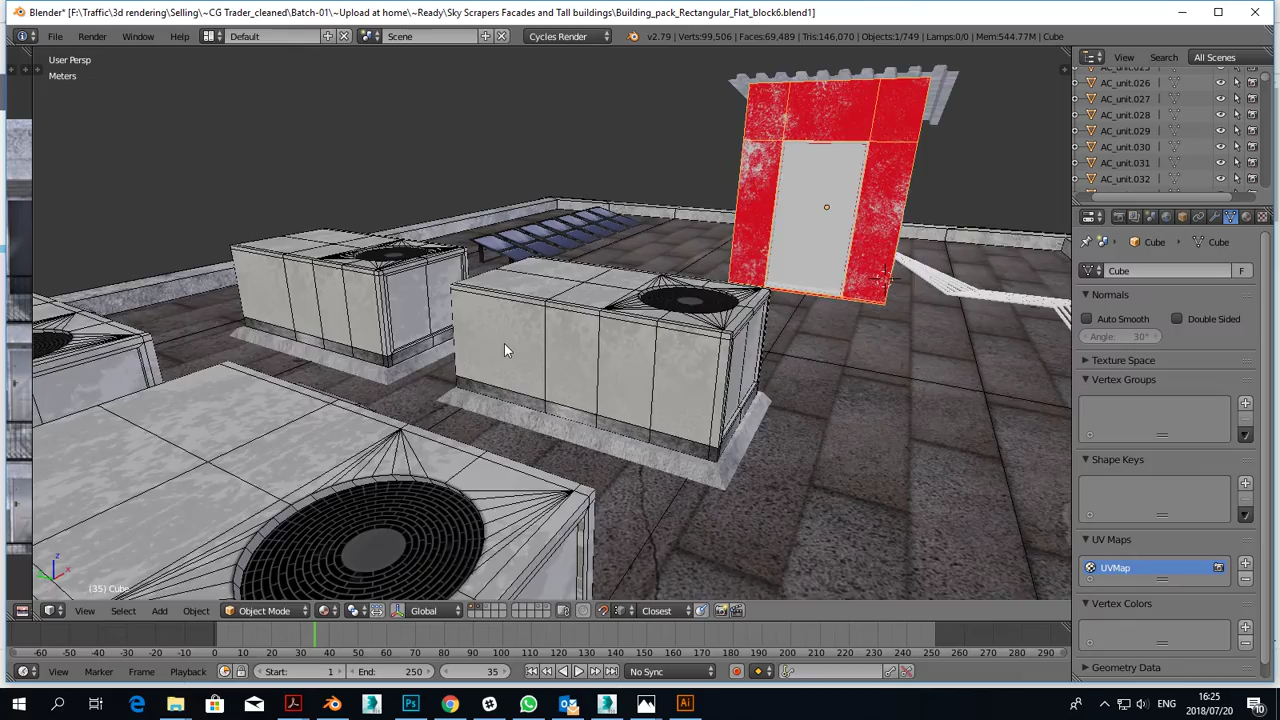 Blender* [F:\Traffic\3d rendering\Selling\~CG Trader_cleaned\Batch-01\~Upload at home\~Ready\Sky Scrapers Facades and Tall buildings\Building_pack_Rectangular_Flat_block6.blend1]
File Render Window Help Default Scene Cycles Render v2.79 | Verts:99,506 | Faces:69,489 | Tris:146,070 | Objects:1/749 | Lamps:0/0 | Mem:544.77M | Cube
View Search All Scenes
User Persp
Meters
AC_unit.026
AC_unit.027
AC_unit.028
AC_unit.029
AC_unit.030
AC_unit.031
AC_unit.032
Cube Cube
Cube F
Normals
Auto Smooth Double Sided
Angle: 30°
Texture Space
Vertex Groups
Shape Keys
UV Maps
UVMap
Vertex Colors
Geometry Data
z
x
(35) Cube
View Select Add Object Object Mode Global Closest
-60 -50 -40 -30 -20 -10 0 10 20 30 40 50 60 70 80 90 100 110 120 130 140 150 160 170 180 190 200 210 220 230 240 250 260 270 280 290
View Marker Frame Playback Start: 1 End: 250 35 No Sync
ENG
16:25
2018/07/20
10